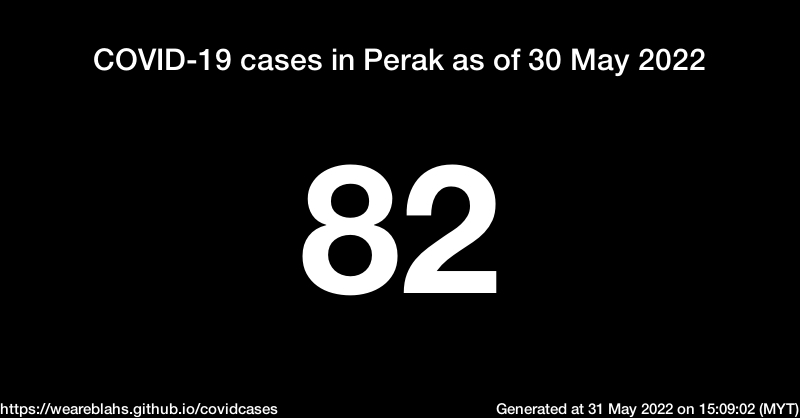 COVID-19 cases in Perak as of 30 May 2022
82
https://weareblahs.github.io/covidcases
Generated at 31 May 2022 on 15:09:02 (MYT)